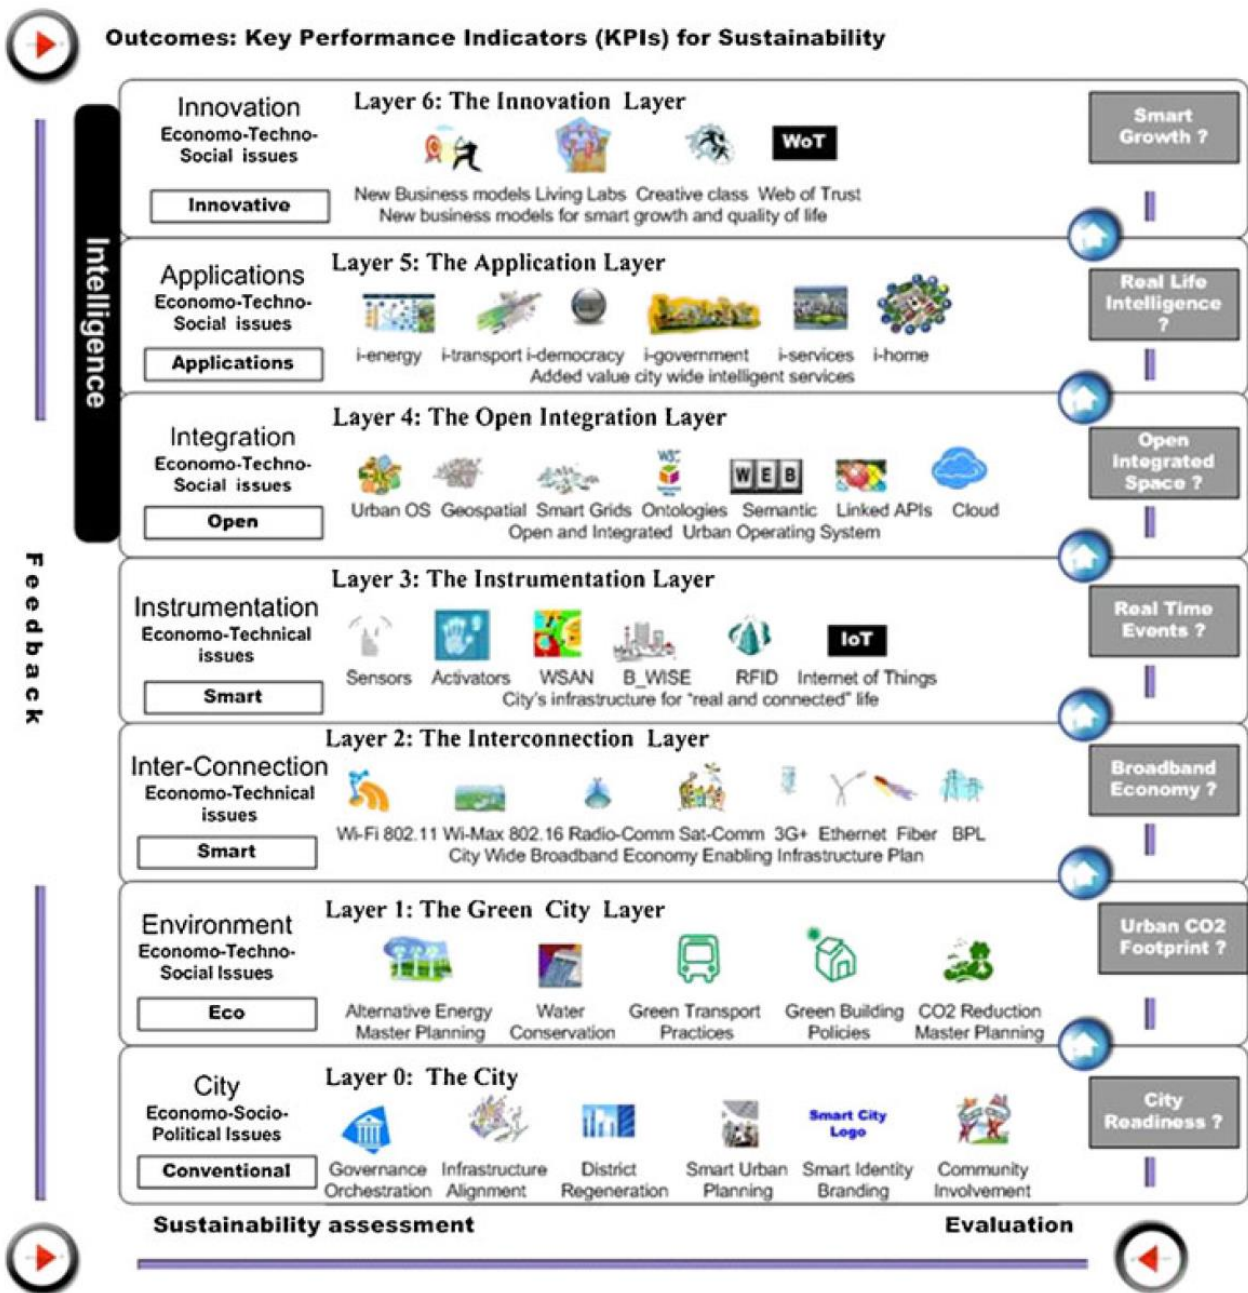 Outcomes: Key Performance Indicators (KPIs) for Sustainability
Intelligence
Feedback
Innovation
Economo-Techno-
Social issues
Innovative
Layer 6: The Innovation Layer
WoT
New Business models Living Labs Creative class Web of Trust
New business models for smart growth and quality of life
Smart
Growth ?
Applications
Economo-Techno-
Social issues
Applications
Layer 5: The Application Layer
i-energy i-transport i-democracy i-government i-services i-home
Added value city wide intelligent services
Real Life
Intelligence
?
Integration
Economo-Techno-
Social issues
Open
Layer 4: The Open Integration Layer
W3C
WEB
Urban OS Geospatial Smart Grids Ontologies Semantic Linked APIs Cloud
Open and Integrated Urban Operating System
Open
Integrated
Space ?
Instrumentation
Economo-Technical
issues
Smart
Layer 3: The Instrumentation Layer
IoT
Sensors Activators WSAN B_WISE RFID Internet of Things
City's infrastructure for "real and connected" life
Real Time
Events ?
Inter-Connection
Economo-Technical
issues
Smart
Layer 2: The Interconnection Layer
Wi-Fi 802.11 Wi-Max 802.16 Radio-Comm Sat-Comm 3G+ Ethernet Fiber BPL
City Wide Broadband Economy Enabling Infrastructure Plan
Broadband
Economy ?
Environment
Economo-Techno-
Social Issues
Eco
Layer 1: The Green City Layer
Alternative Energy Water Green Transport Green Building CO2 Reduction
Master Planning Conservation Practices Policies Master Planning
Urban CO2
Footprint ?
City
Economo-Socio-
Political Issues
Conventional
Layer 0: The City
Smart City
Logo
Governance Infrastructure District Smart Urban Smart Identity Community
Orchestration Alignment Regeneration Planning Branding Involvement
City
Readiness ?
Sustainability assessment
Evaluation